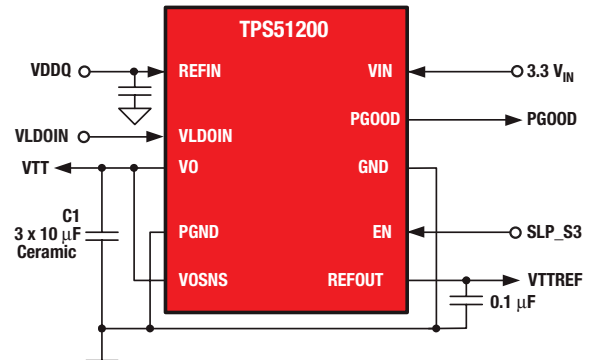 TPS51200
VDDQ
REFIN
VIN
3.3 VIN
PGOOD
PGOOD
VLDOIN
VLDOIN
VTT
VO
GND
C1
3 x 10 μF
Ceramic
PGND
EN
SLP_S3
VOSNS
REFOUT
VTTREF
0.1 μF